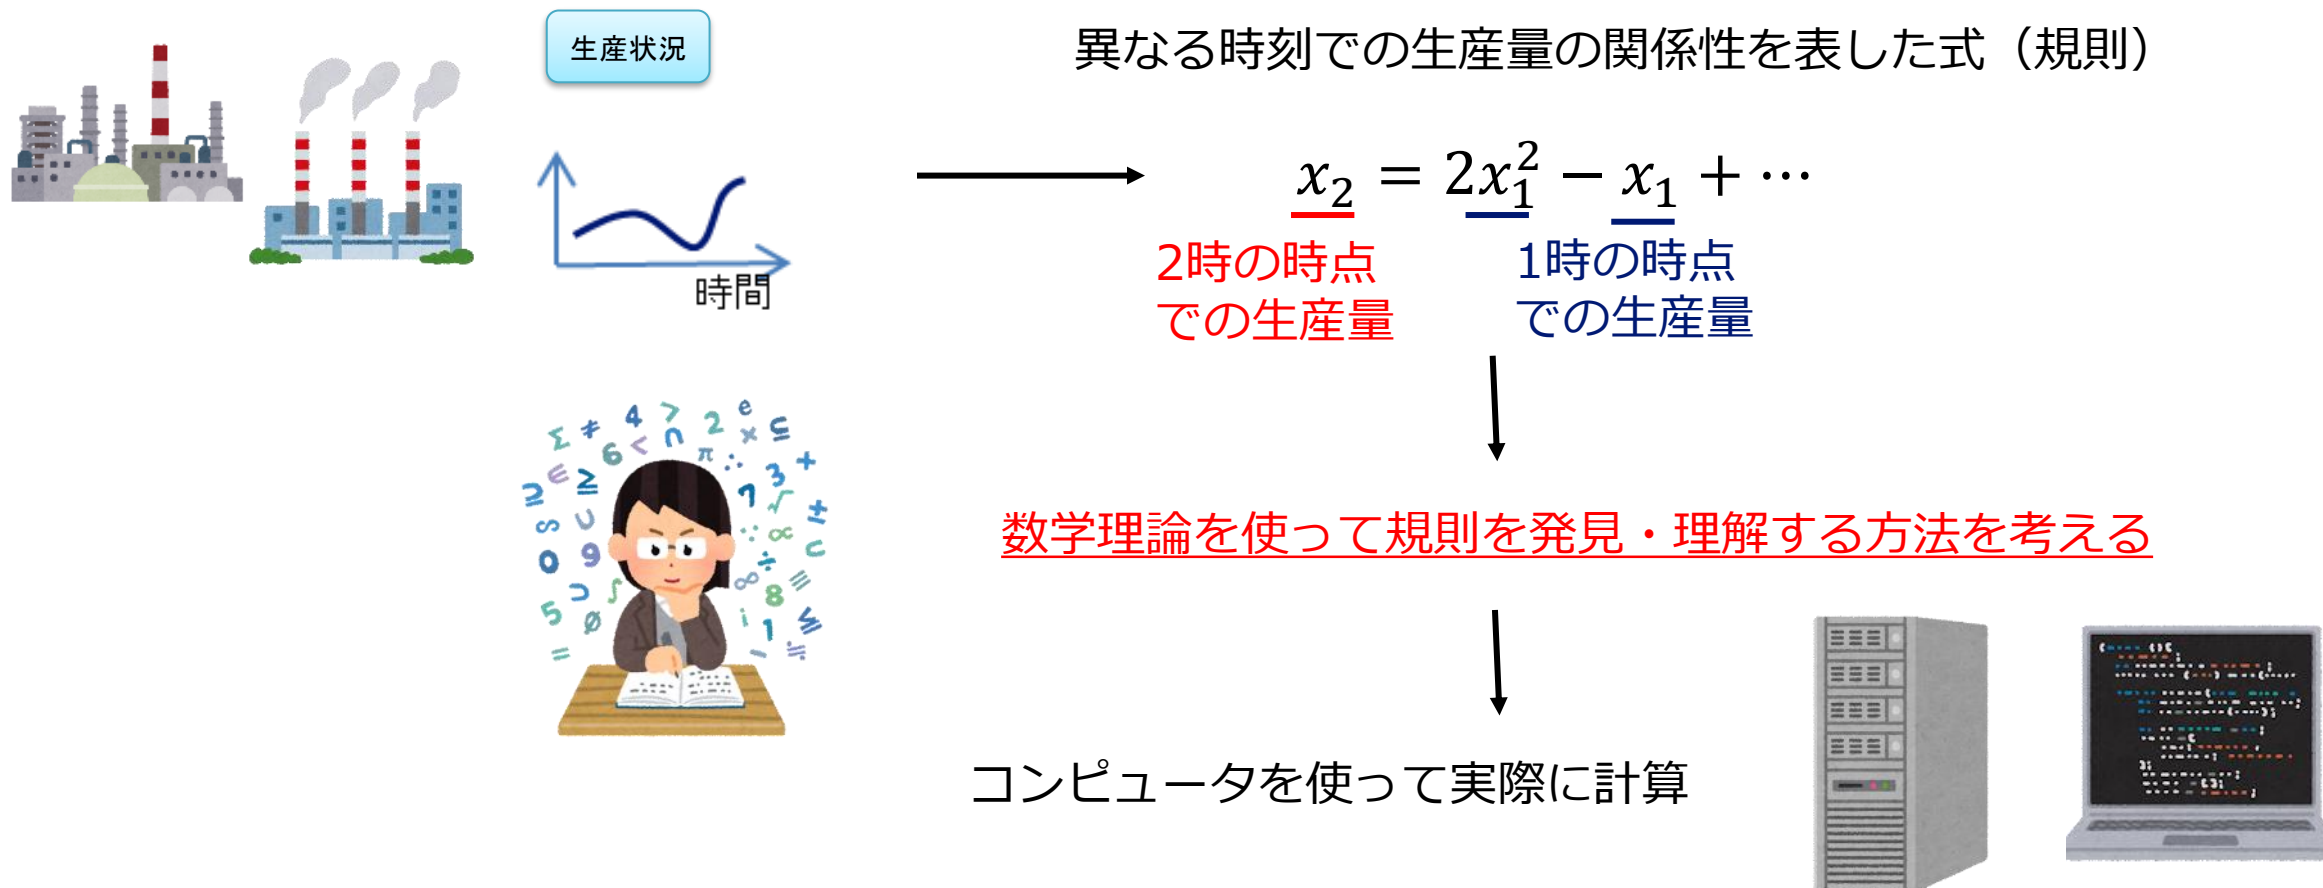 生産状況
時間
異なる時刻での生産量の関係性を表した式（規則）
x₂ = 2x₁² − x₁ + ⋯
2時の時点
での生産量
1時の時点
での生産量
数学理論を使って規則を発見・理解する方法を考える
コンピュータを使って実際に計算